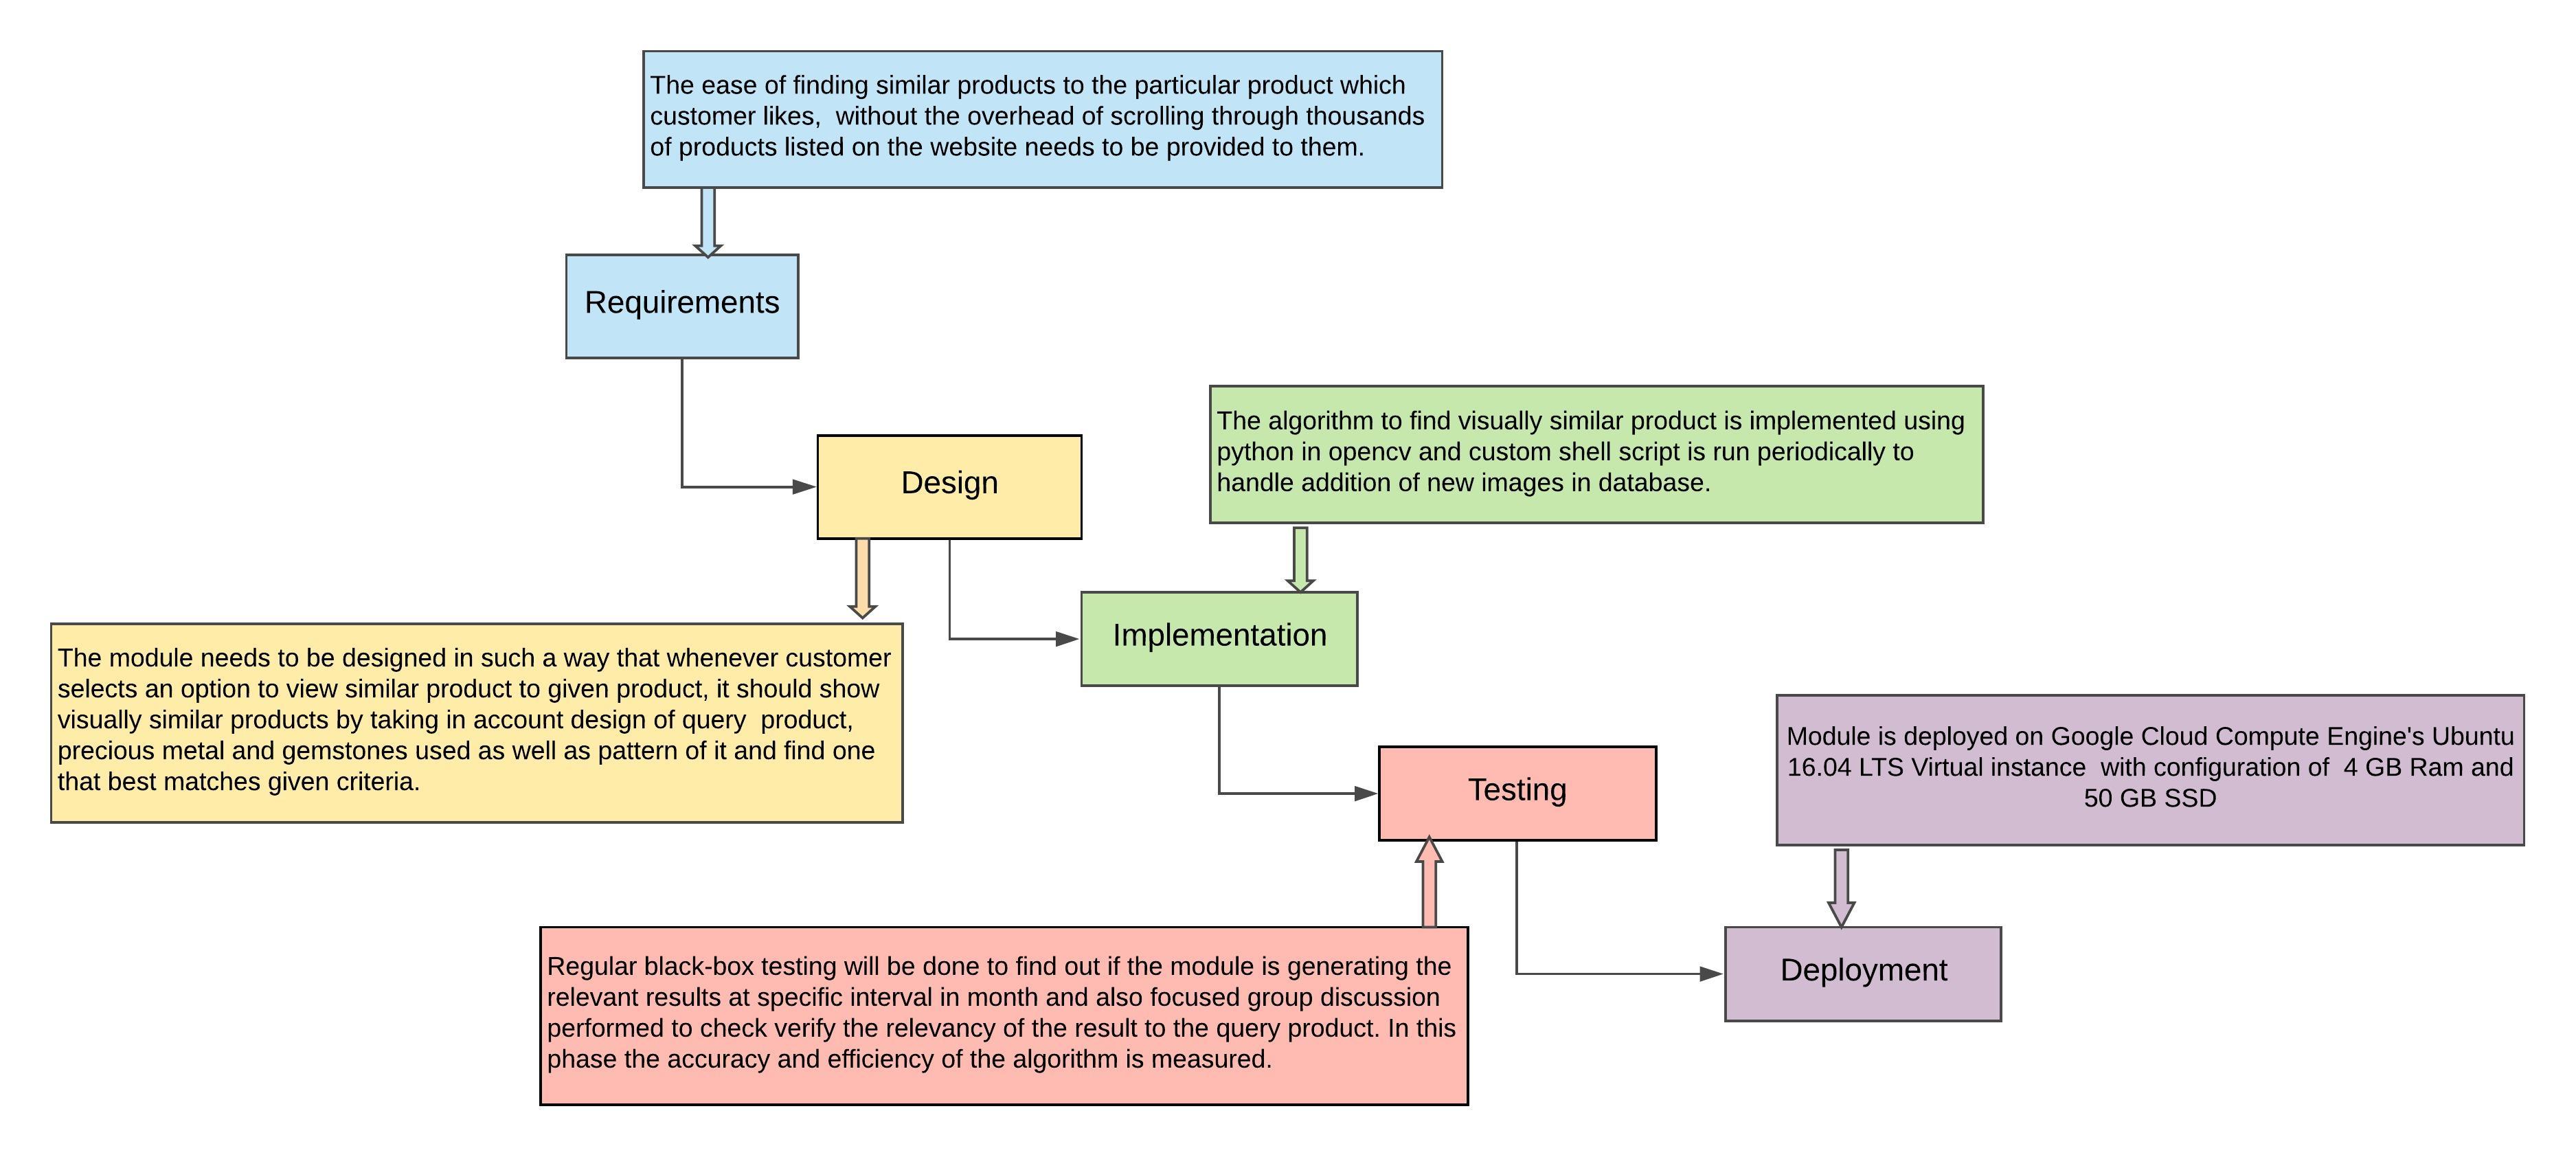 The ease of finding similar products to the particular product which
customer likes,  without the overhead of scrolling through thousands
of products listed on the website needs to be provided to them.
Requirements
Design
The algorithm to find visually similar product is implemented using
python in opencv and custom shell script is run periodically to
handle addition of new images in database.
Implementation
The module needs to be designed in such a way that whenever customer
selects an option to view similar product to given product, it should show
visually similar products by taking in account design of query  product,
precious metal and gemstones used as well as pattern of it and find one
that best matches given criteria.
Testing
Module is deployed on Google Cloud Compute Engine's Ubuntu
16.04 LTS Virtual instance  with configuration of  4 GB Ram and
50 GB SSD
Regular black-box testing will be done to find out if the module is generating the
relevant results at specific interval in month and also focused group discussion
performed to check verify the relevancy of the result to the query product. In this
phase the accuracy and efficiency of the algorithm is measured.
Deployment